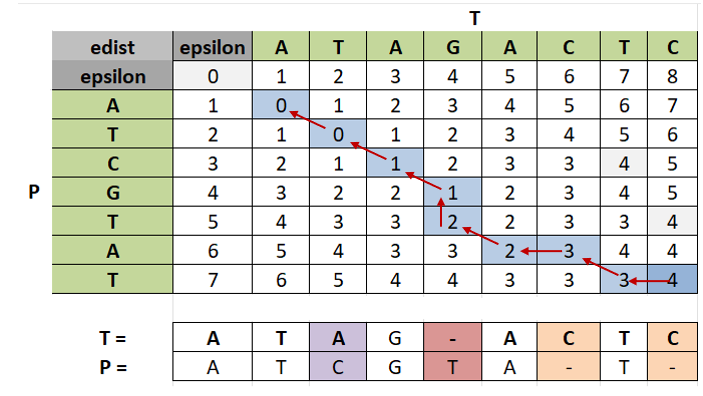 T
edist epsilon A T A G A C T C
epsilon 0 1 2 3 4 5 6 7 8
A 1 0 1 2 3 4 5 6 7
T 2 1 0 1 2 3 4 5 6
C 3 2 1 1 2 3 3 4 5
P G 4 3 2 2 1 2 3 4 5
T 5 4 3 3 2 2 3 3 4
A 6 5 4 3 3 2 3 4 4
T 7 6 5 4 4 3 3 3 4
T = A T A G - A C T C
P = A T C G T A - T -